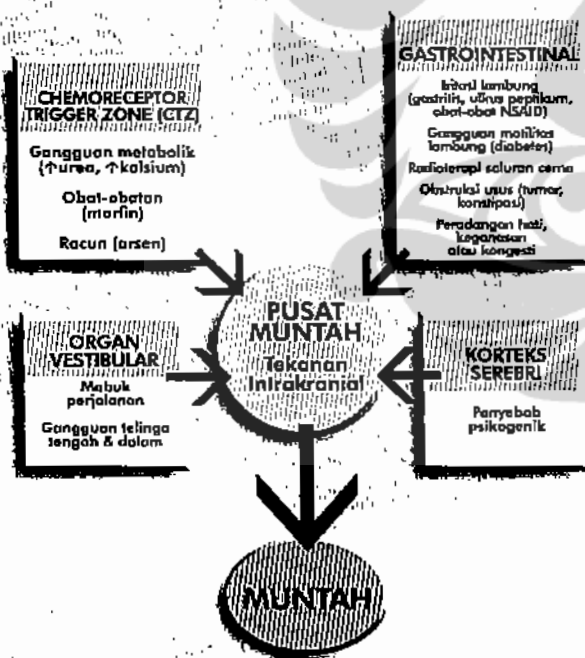 CHEMORECEPTOR
TRIGGER ZONE (CTZ)
Gangguan metabolik
(↑urea, ↑kalsium)
Obat-obatan
(morfin)
Racun (arsen)
GASTROINTESTINAL
Iritasi lambung
(gastritis, ulkus peptikum,
obat-obat NSAID)
Gangguan motilitas
lambung (diabetes)
Radioterapi saluran cerna
Obstruksi usus (tumor,
konstipasi)
Peradangan hati,
keganasan
atau kongesti
PUSAT
MUNTAH
Tekanan
Intrakranial
ORGAN
VESTIBULAR
Mabuk
perjalanan
Gangguan telinga
tengah & dalam
KORTEKS
SEREBRI
Penyebab
psikogenik
MUNTAH